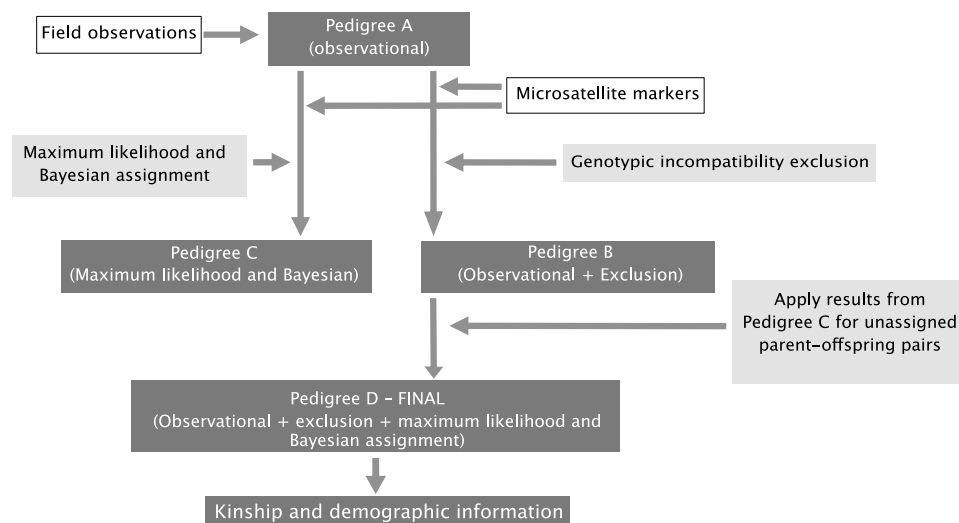 Field observations
Pedigree A
(observational)
Microsatellite markers
Maximum likelihood and
Bayesian assignment
Genotypic incompatibility exclusion
Pedigree C
(Maximum likelihood and Bayesian)
Pedigree B
(Observational + Exclusion)
Apply results from
Pedigree C for unassigned
parent-offspring pairs
Pedigree D - FINAL
(Observational + exclusion + maximum likelihood and
Bayesian assignment)
Kinship and demographic information